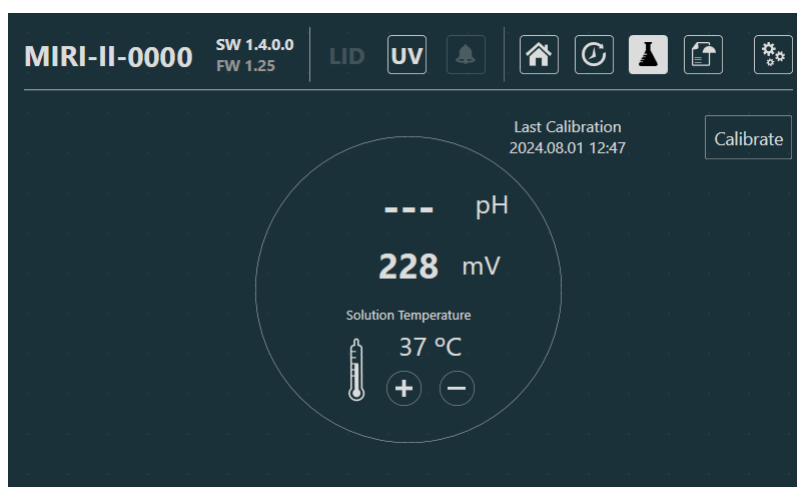 MIRI-II-0000
SW 1.4.0.0
FW 1.25
LID
UV
Last Calibration
2024.08.01 12:47
Calibrate
--- pH
228 mV
Solution Temperature
37 ºC